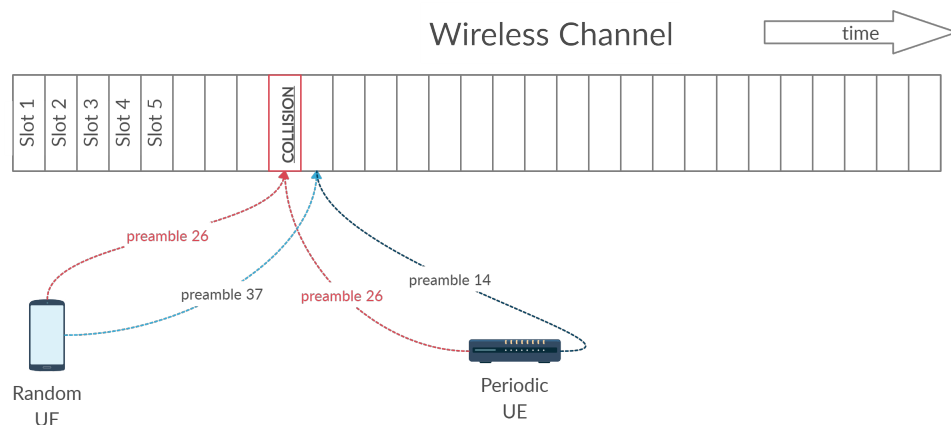 Wireless Channel
time
Slot 1
Slot 2
Slot 3
Slot 4
Slot 5
COLLISION
preamble 26
preamble 37
preamble 26
preamble 14
Random
UE
Periodic
UE